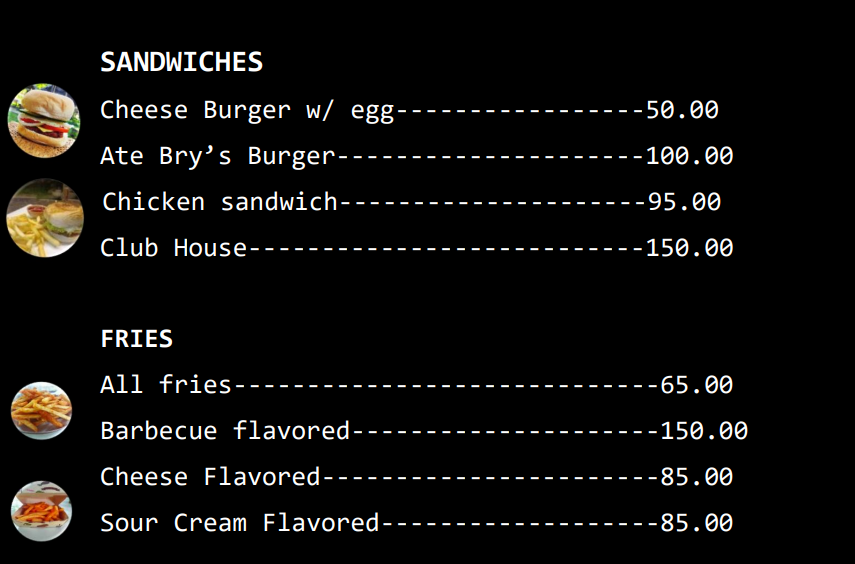 SANDWICHES
Cheese Burger w/ egg-----------------50.00
Ate Bry’s Burger---------------------100.00
Chicken sandwich---------------------95.00
Club House---------------------------150.00
FRIES
All fries-----------------------------65.00
Barbecue flavored---------------------150.00
Cheese Flavored-----------------------85.00
Sour Cream Flavored-------------------85.00